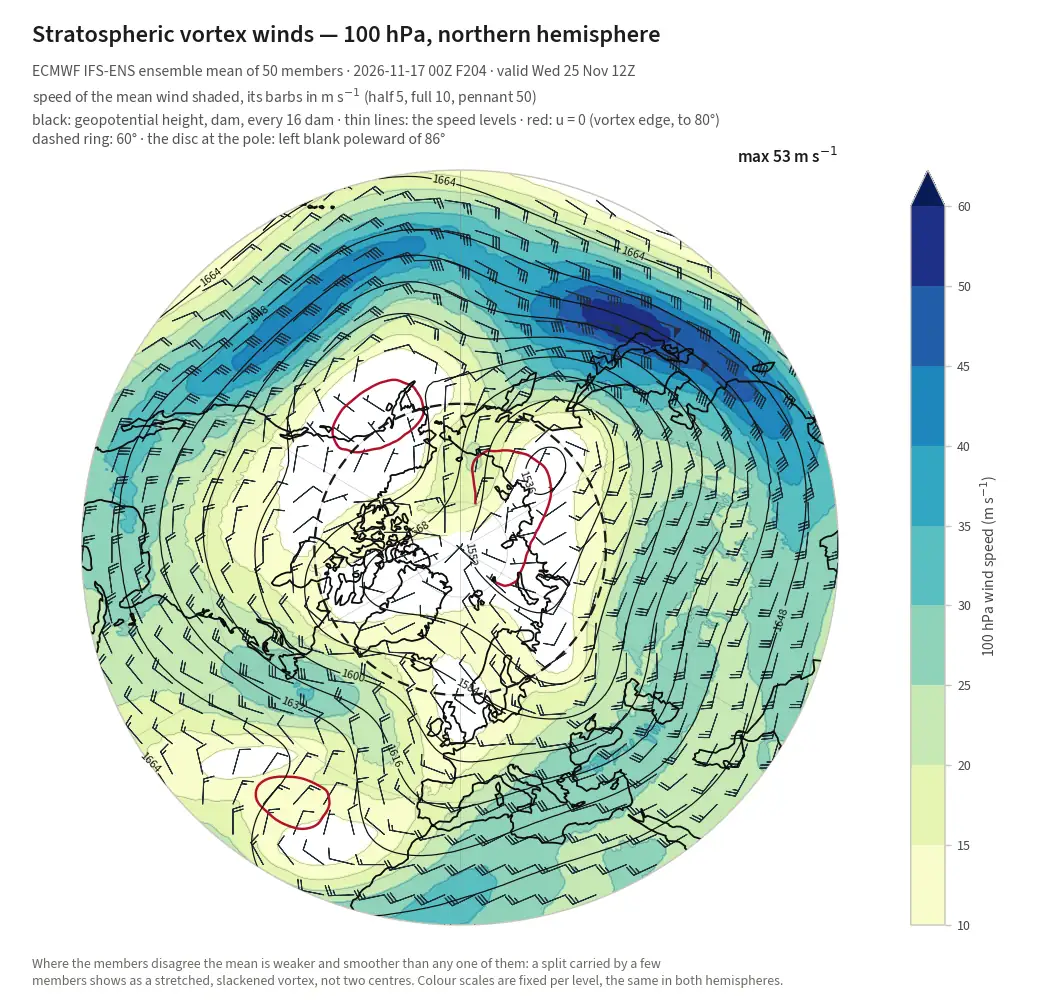 Stratospheric vortex winds — 100 hPa, northern hemisphere
ECMWF IFS-ENS ensemble mean of 50 members · 2026-11-17 00Z F204 · valid Wed 25 Nov 12Z
speed of the mean wind shaded, its barbs in m s⁻¹ (half 5, full 10, pennant 50)
black: geopotential height, dam, every 16 dam · thin lines: the speed levels · red: u = 0 (vortex edge, to 80°)
dashed ring: 60° · the disc at the pole: left blank poleward of 86°
max 53 m s⁻¹
1664
1664
1664
1536
1552
1648
1600
1632
1616
1664
60
50
45
40
35
30
25
20
15
10
100 hPa wind speed (m s⁻¹)
Where the members disagree the mean is weaker and smoother than any one of them: a split carried by a few
members shows as a stretched, slackened vortex, not two centres. Colour scales are fixed per level, the same in both hemispheres.